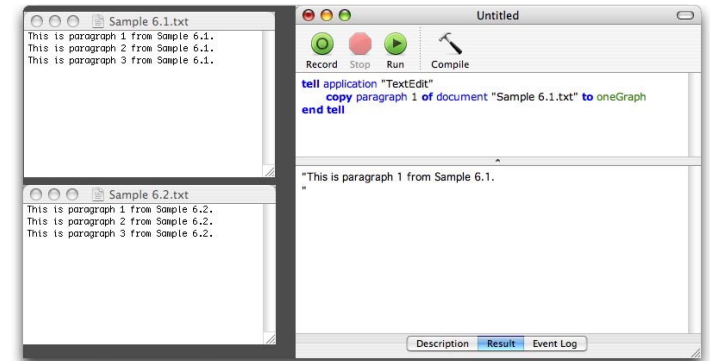 Sample 6.1.txt
This is paragraph 1 from Sample 6.1.
This is paragraph 2 from Sample 6.1.
This is paragraph 3 from Sample 6.1.
Sample 6.2.txt
This is paragraph 1 from Sample 6.2.
This is paragraph 2 from Sample 6.2.
This is paragraph 3 from Sample 6.2.
Untitled
Record Stop Run Compile
tell application "TextEdit"
copy paragraph 1 of document "Sample 6.1.txt" to oneGraph
end tell
"This is paragraph 1 from Sample 6.1.
"
Description Result Event Log